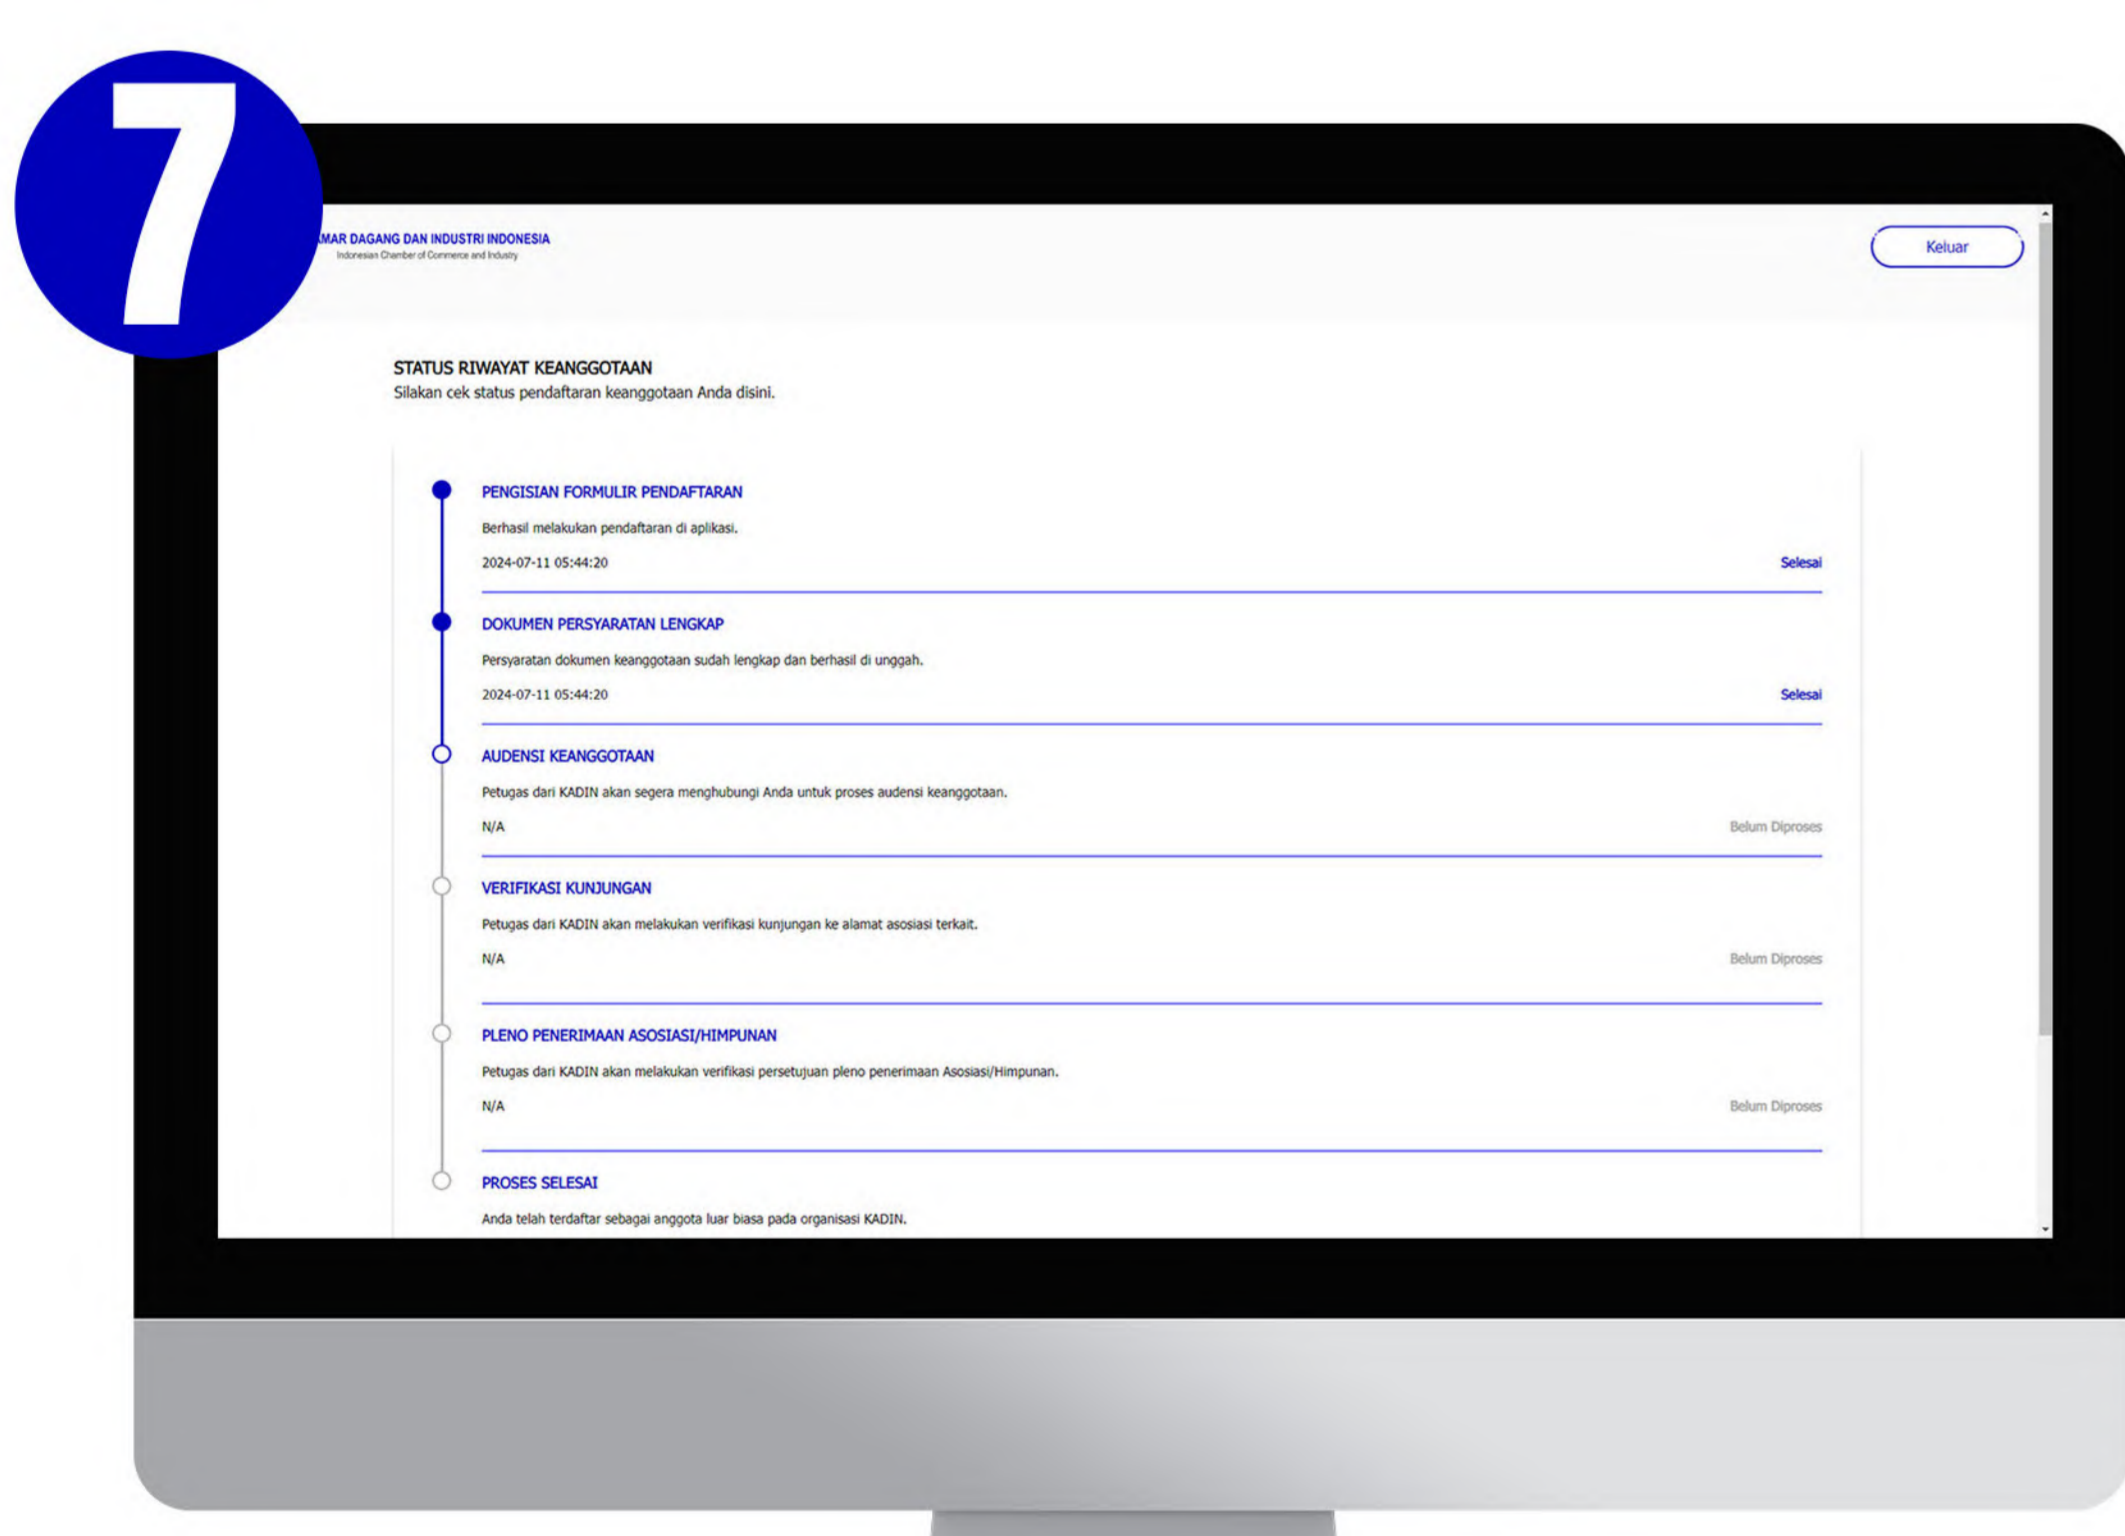 7
MAR DAGANG DAN INDUSTRI INDONESIA
Indonesian Chamber of Commerce and Industry
Keluar
STATUS RIWAYAT KEANGGOTAAN
Silakan cek status pendaftaran keanggotaan Anda disini.
PENGISIAN FORMULIR PENDAFTARAN
Berhasil melakukan pendaftaran di aplikasi.
2024-07-11 05:44:20
Selesai
DOKUMEN PERSYARATAN LENGKAP
Persyaratan dokumen keanggotaan sudah lengkap dan berhasil di unggah.
2024-07-11 05:44:20
Selesai
AUDENSI KEANGGOTAAN
Petugas dari KADIN akan segera menghubungi Anda untuk proses audensi keanggotaan.
N/A
Belum Diproses
VERIFIKASI KUNJUNGAN
Petugas dari KADIN akan melakukan verifikasi kunjungan ke alamat asosiasi terkait.
N/A
Belum Diproses
PLENO PENERIMAAN ASOSIASI/HIMPUNAN
Petugas dari KADIN akan melakukan verifikasi persetujuan pleno penerimaan Asosiasi/Himpunan.
N/A
Belum Diproses
PROSES SELESAI
Anda telah terdaftar sebagai anggota luar biasa pada organisasi KADIN.